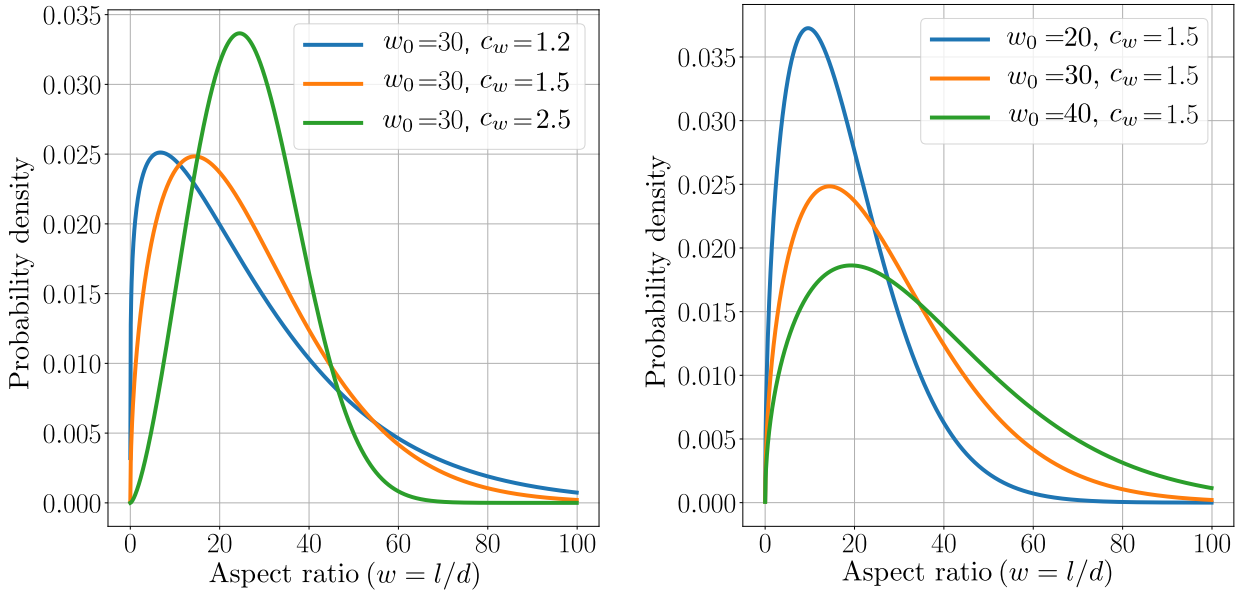 0.035
0.030
0.025
0.020
0.015
0.010
0.005
0.000
Probability density
w₀=30, c_w=1.2
w₀=30, c_w=1.5
w₀=30, c_w=2.5
0 20 40 60 80 100
Aspect ratio (w = l/d)
0.035
0.030
0.025
0.020
0.015
0.010
0.005
0.000
Probability density
w₀=20, c_w=1.5
w₀=30, c_w=1.5
w₀=40, c_w=1.5
0 20 40 60 80 100
Aspect ratio (w = l/d)